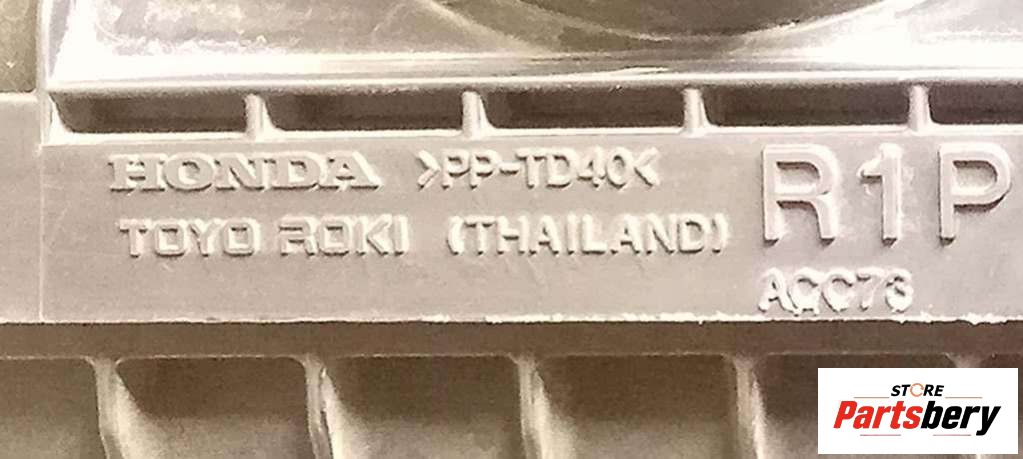 HONDA >PP-TD40< R1P
TOYO ROKI (THAILAND)
ACC73
STORE
Partsbery